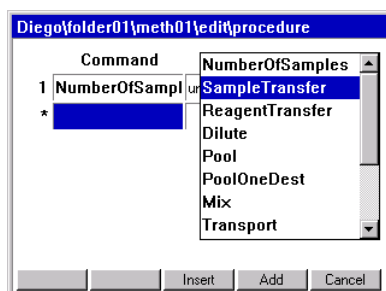 Diego\folder01\meth01\edit\procedure
Command
1 NumberOfSampl
*
NumberOfSamples
SampleTransfer
ReagentTransfer
Dilute
Pool
PoolOneDest
Mix
Transport
Insert Add Cancel